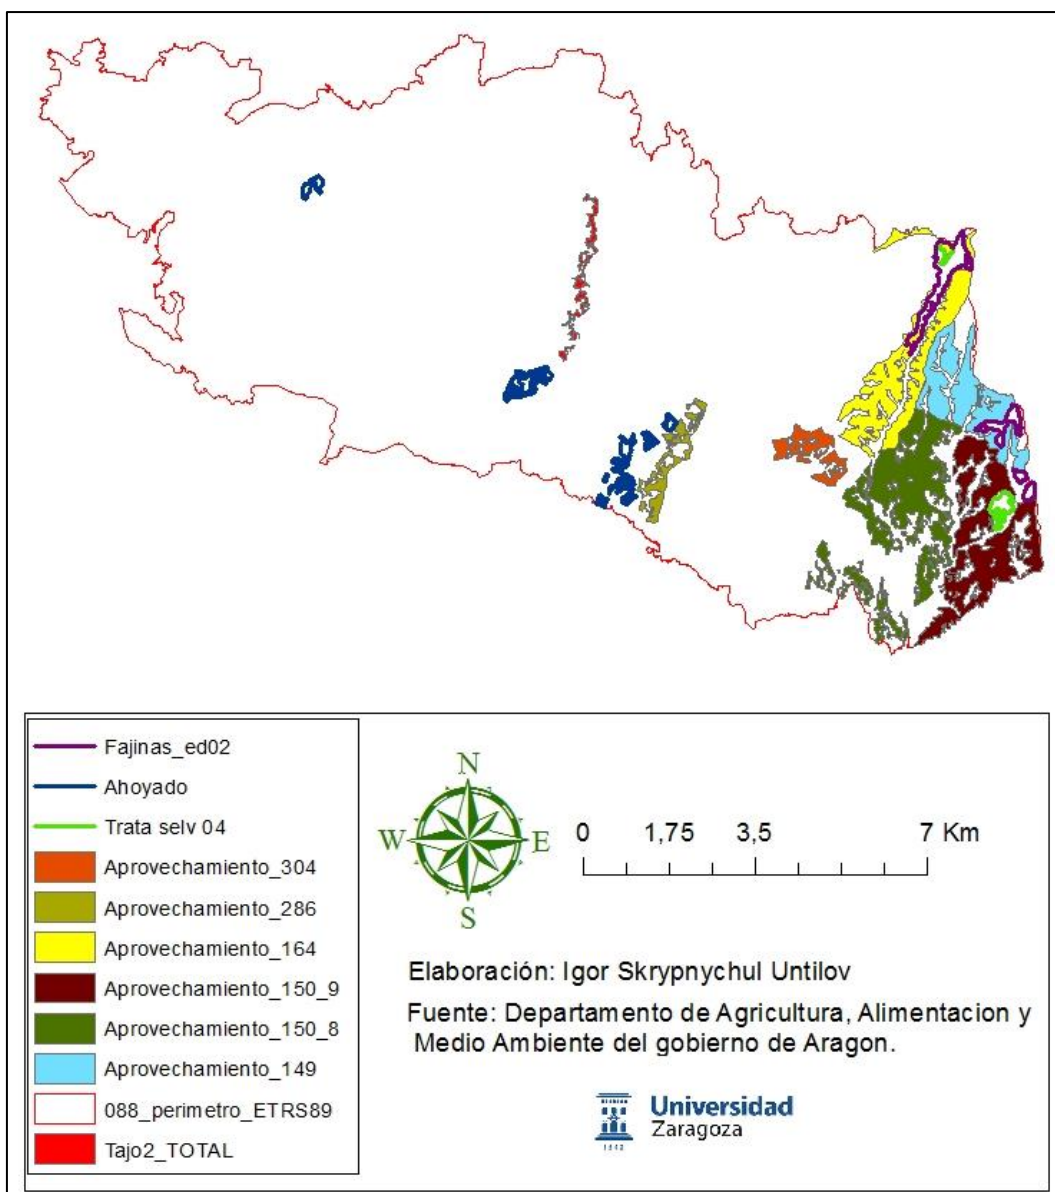 Fajinas_ed02
Ahoyado
Trata selv 04
Aprovechamiento_304
Aprovechamiento_286
Aprovechamiento_164
Aprovechamiento_150_9
Aprovechamiento_150_8
Aprovechamiento_149
088_perimetro_ETRS89
Tajo2_TOTAL
N
W
E
S
0 1,75 3,5 7 Km
Elaboración: Igor Skrypnychul Untilov
Fuente: Departamento de Agricultura, Alimentacion y
Medio Ambiente del gobierno de Aragon.
Universidad
Zaragoza
1542